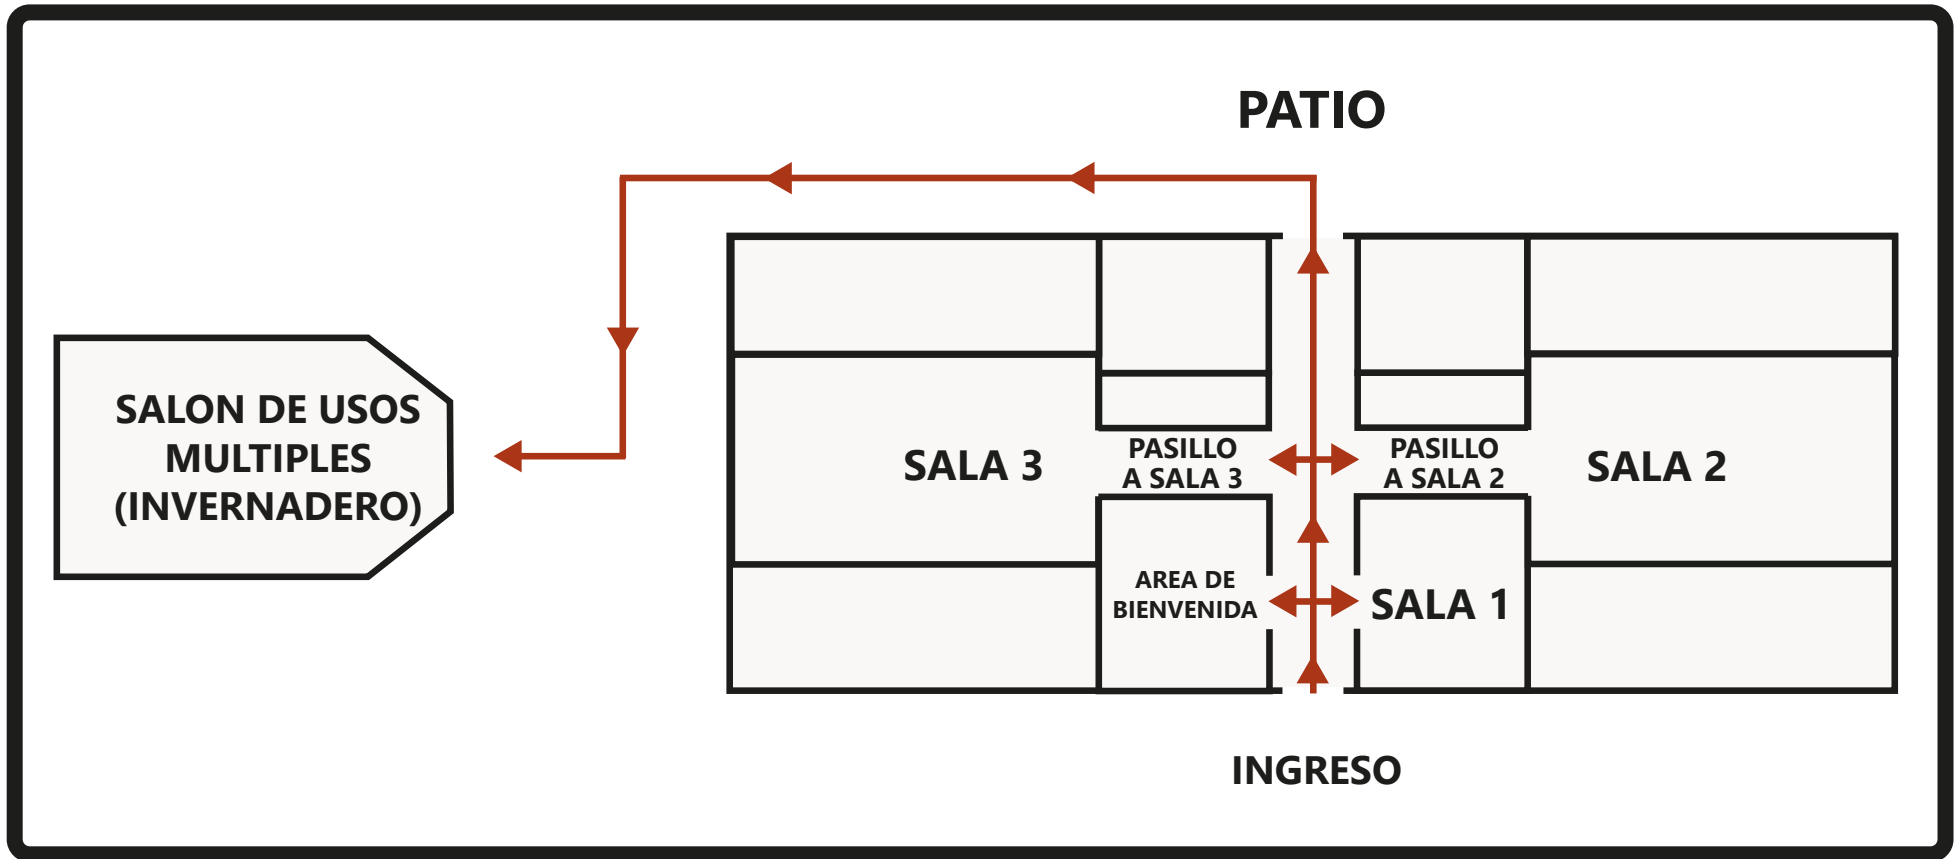 PATIO
SALON DE USOS
MULTIPLES
(INVERNADERO)
SALA 3
PASILLO
A SALA 3
PASILLO
A SALA 2
SALA 2
AREA DE
BIENVENIDA
SALA 1
INGRESO